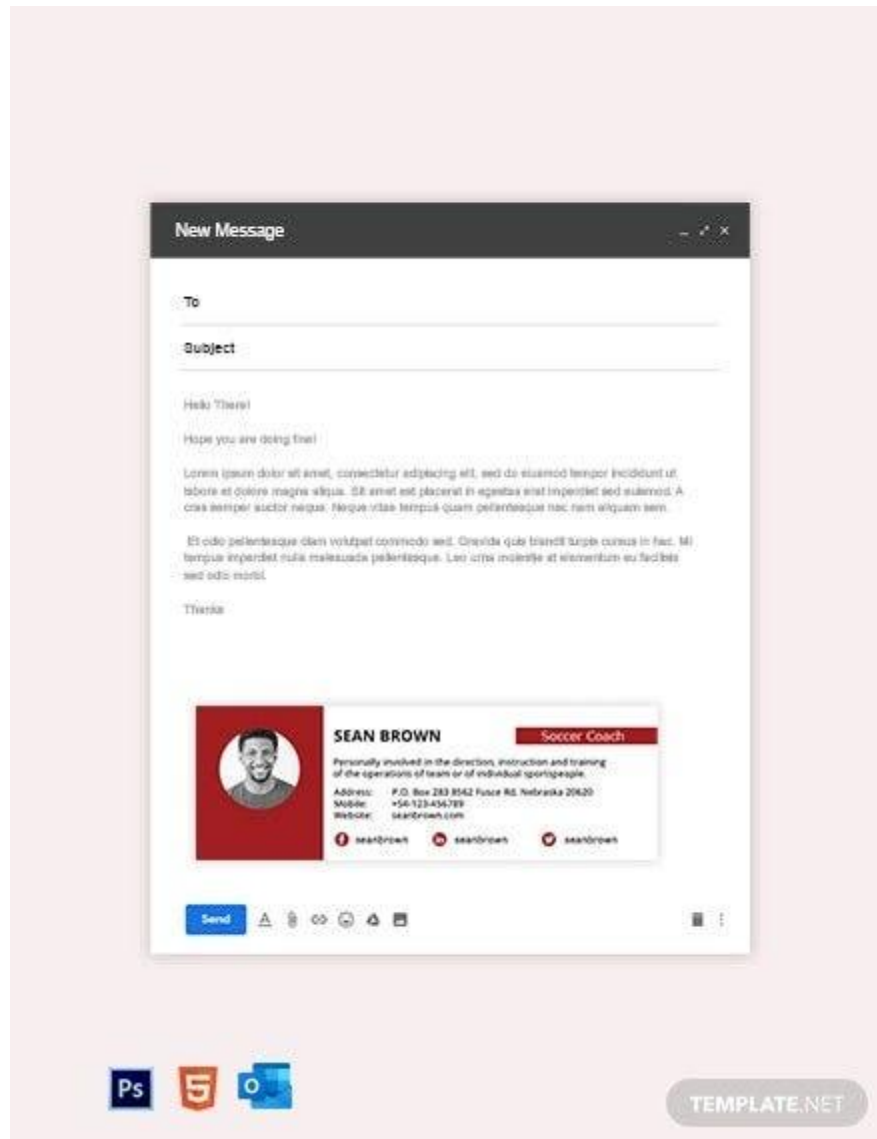 New Message
To
Subject
Hello There!
Hope you are doing fine!
Lorem ipsum dolor sit amet, consectetur adipiscing elit, sed do eiusmod tempor incididunt ut
labore et dolore magna aliqua. Sit amet est placerat in egestas erat imperdiet sed euismod. A
cras semper auctor neque. Neque vitae tempus quam pellentesque nec nam aliquam sem.
Et odio pellentesque diam volutpat commodo sed. Gravida quis blandit turpis cursus in hac. Mi
tempus imperdiet nulla malesuada pellentesque. Leo urna molestie at elementum eu facilisis
sed odio morbi.
Thanks
SEAN BROWN
Soccer Coach
Personally involved in the direction, instruction and training
of the operations of team or of individual sportspeople.
Address: P.O. Box 283 8562 Fusce Rd. Nebraska 20620
Mobile: +54-123-456789
Website: seanbrown.com
seanbrown seanbrown seanbrown
Send
Ps
TEMPLATE.NET